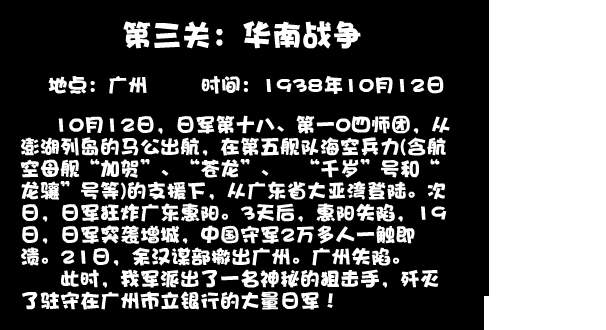 第三关：华南战争
地点：广州 时间：1938年10月12日
10月12日，日军第十八、第一0四师团，从
澎湖列岛的马公出航，在第五舰队海空兵力(含航
空母舰“加贺”、“苍龙”、 “千岁”号和“
龙骧”号等)的支援下，从广东省大亚湾登陆。次
日，日军狂炸广东惠阳。3天后，惠阳失陷，19
日，日军突袭增城，中国守军2万多人一触即
溃。21日，余汉谋部撤出广州。广州失陷。
此时，我军派出了一名神秘的狙击手，歼灭
了驻守在广州市立银行的大量日军！